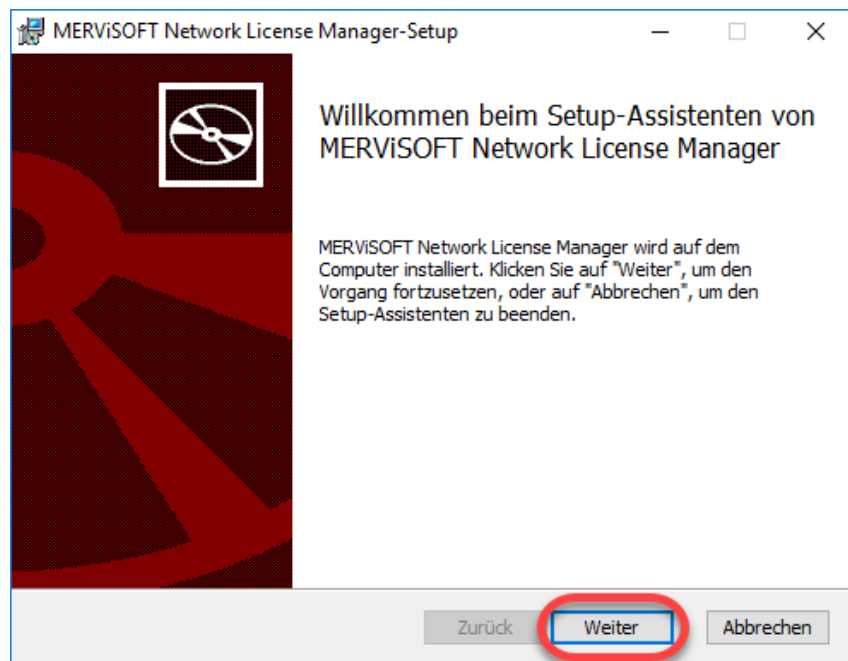 MERViSOFT Network License Manager-Setup
Willkommen beim Setup-Assistenten von
MERViSOFT Network License Manager
MERViSOFT Network License Manager wird auf dem
Computer installiert. Klicken Sie auf "Weiter", um den
Vorgang fortzusetzen, oder auf "Abbrechen", um den
Setup-Assistenten zu beenden.
Zurück Weiter Abbrechen